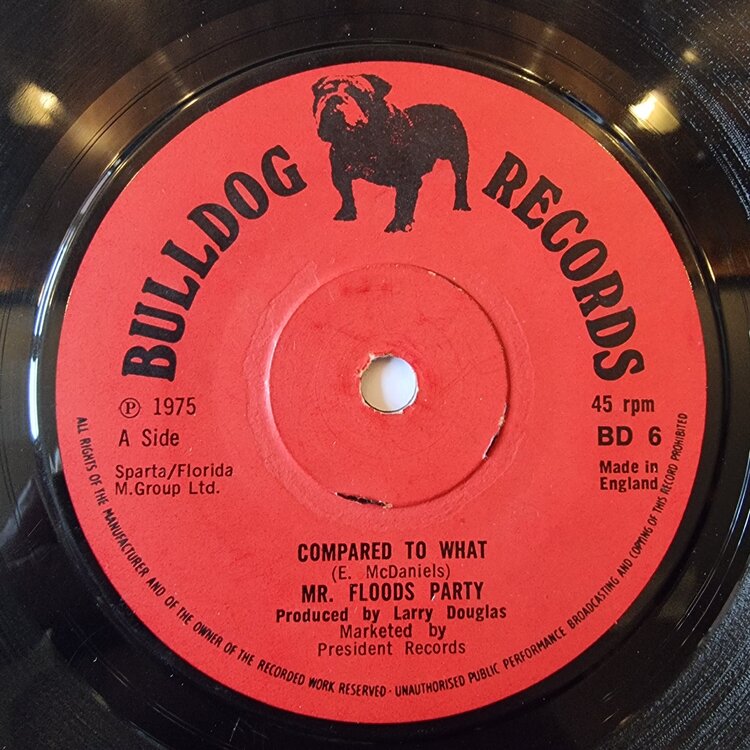 BULLDOG RECORDS
℗ 1975
A Side
Sparta/Florida
M.Group Ltd.
45 rpm
BD 6
Made in
England
COMPARED TO WHAT
(E. McDaniels)
MR. FLOODS PARTY
Produced by Larry Douglas
Marketed by
President Records
ALL RIGHTS OF THE MANUFACTURER AND OF THE OWNER OF THE RECORDED WORK RESERVED · UNAUTHORISED PUBLIC PERFORMANCE BROADCASTING AND COPYING OF THIS RECORD PROHIBITED